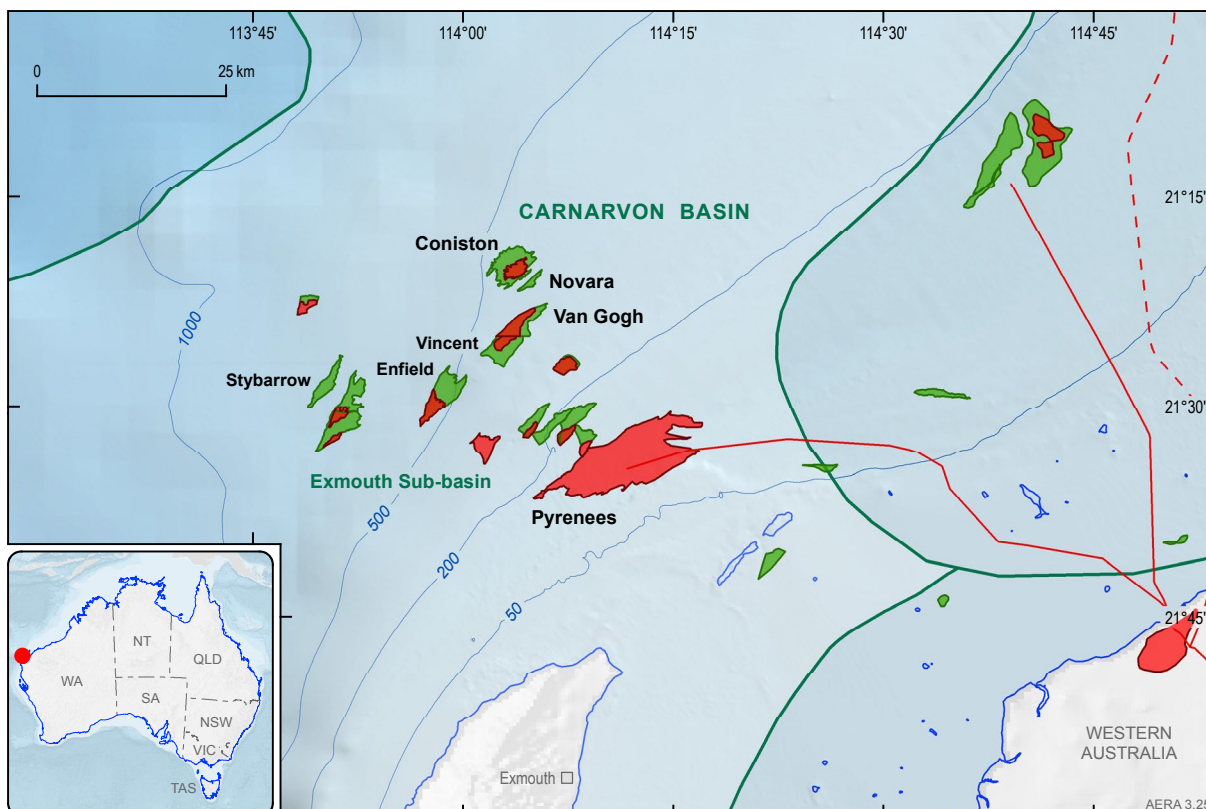 113°45'
114°00'
114°15'
114°30'
114°45'
0
25 km
21°15'
CARNARVON BASIN
Coniston
Novara
Van Gogh
1000
Vincent
Enfield
Stybarrow
21°30'
Exmouth Sub-basin
Pyrenees
500
200
50
21°45'
NT
QLD
WA
SA
NSW
VIC
TAS
WESTERN
AUSTRALIA
Exmouth
AERA 3.25